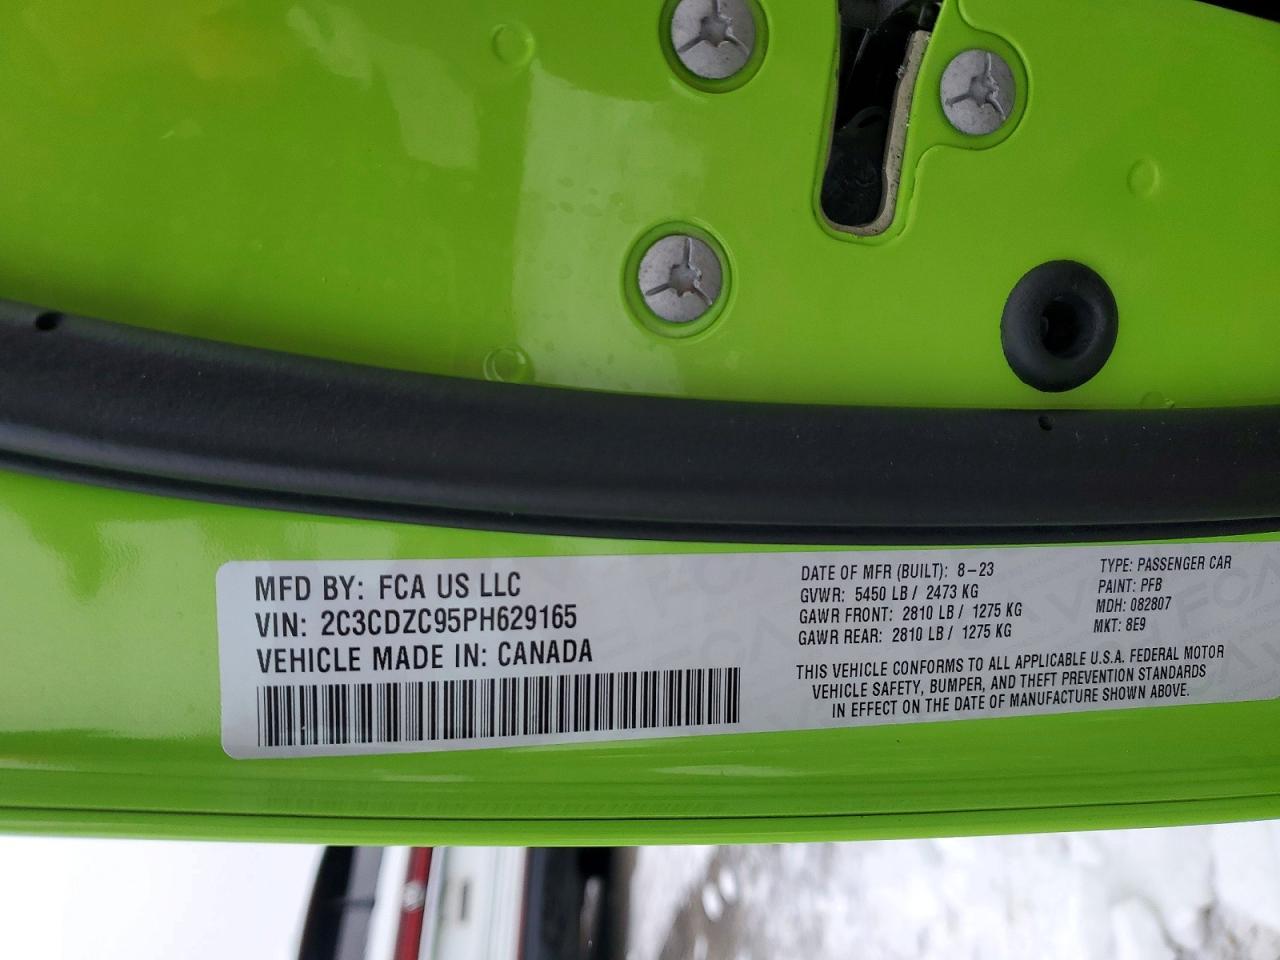 MFD BY: FCA US LLC
VIN: 2C3CDZC95PH629165
VEHICLE MADE IN: CANADA
DATE OF MFR (BUILT): 8-23
GVWR: 5450 LB / 2473 KG
GAWR FRONT: 2810 LB / 1275 KG
GAWR REAR: 2810 LB / 1275 KG
TYPE: PASSENGER CAR
PAINT: PFB
MDH: 082807
MKT: 8E9
THIS VEHICLE CONFORMS TO ALL APPLICABLE U.S.A. FEDERAL MOTOR
VEHICLE SAFETY, BUMPER, AND THEFT PREVENTION STANDARDS
IN EFFECT ON THE DATE OF MANUFACTURE SHOWN ABOVE.